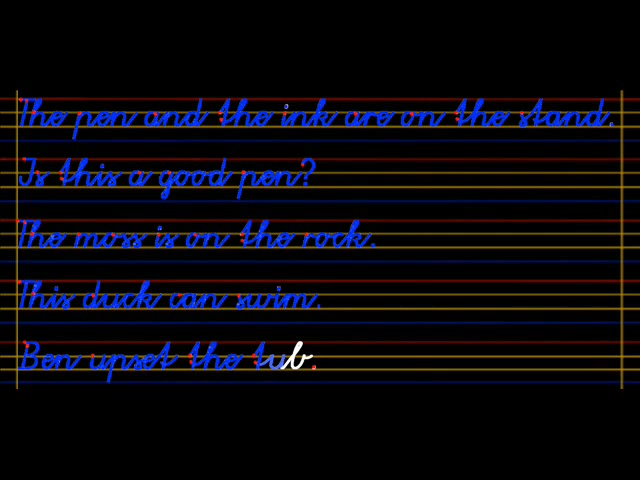 The pen and the ink are on the stand.
Is this a good pen?
The moss is on the rock.
This duck can swim.
Ben upset the tub.